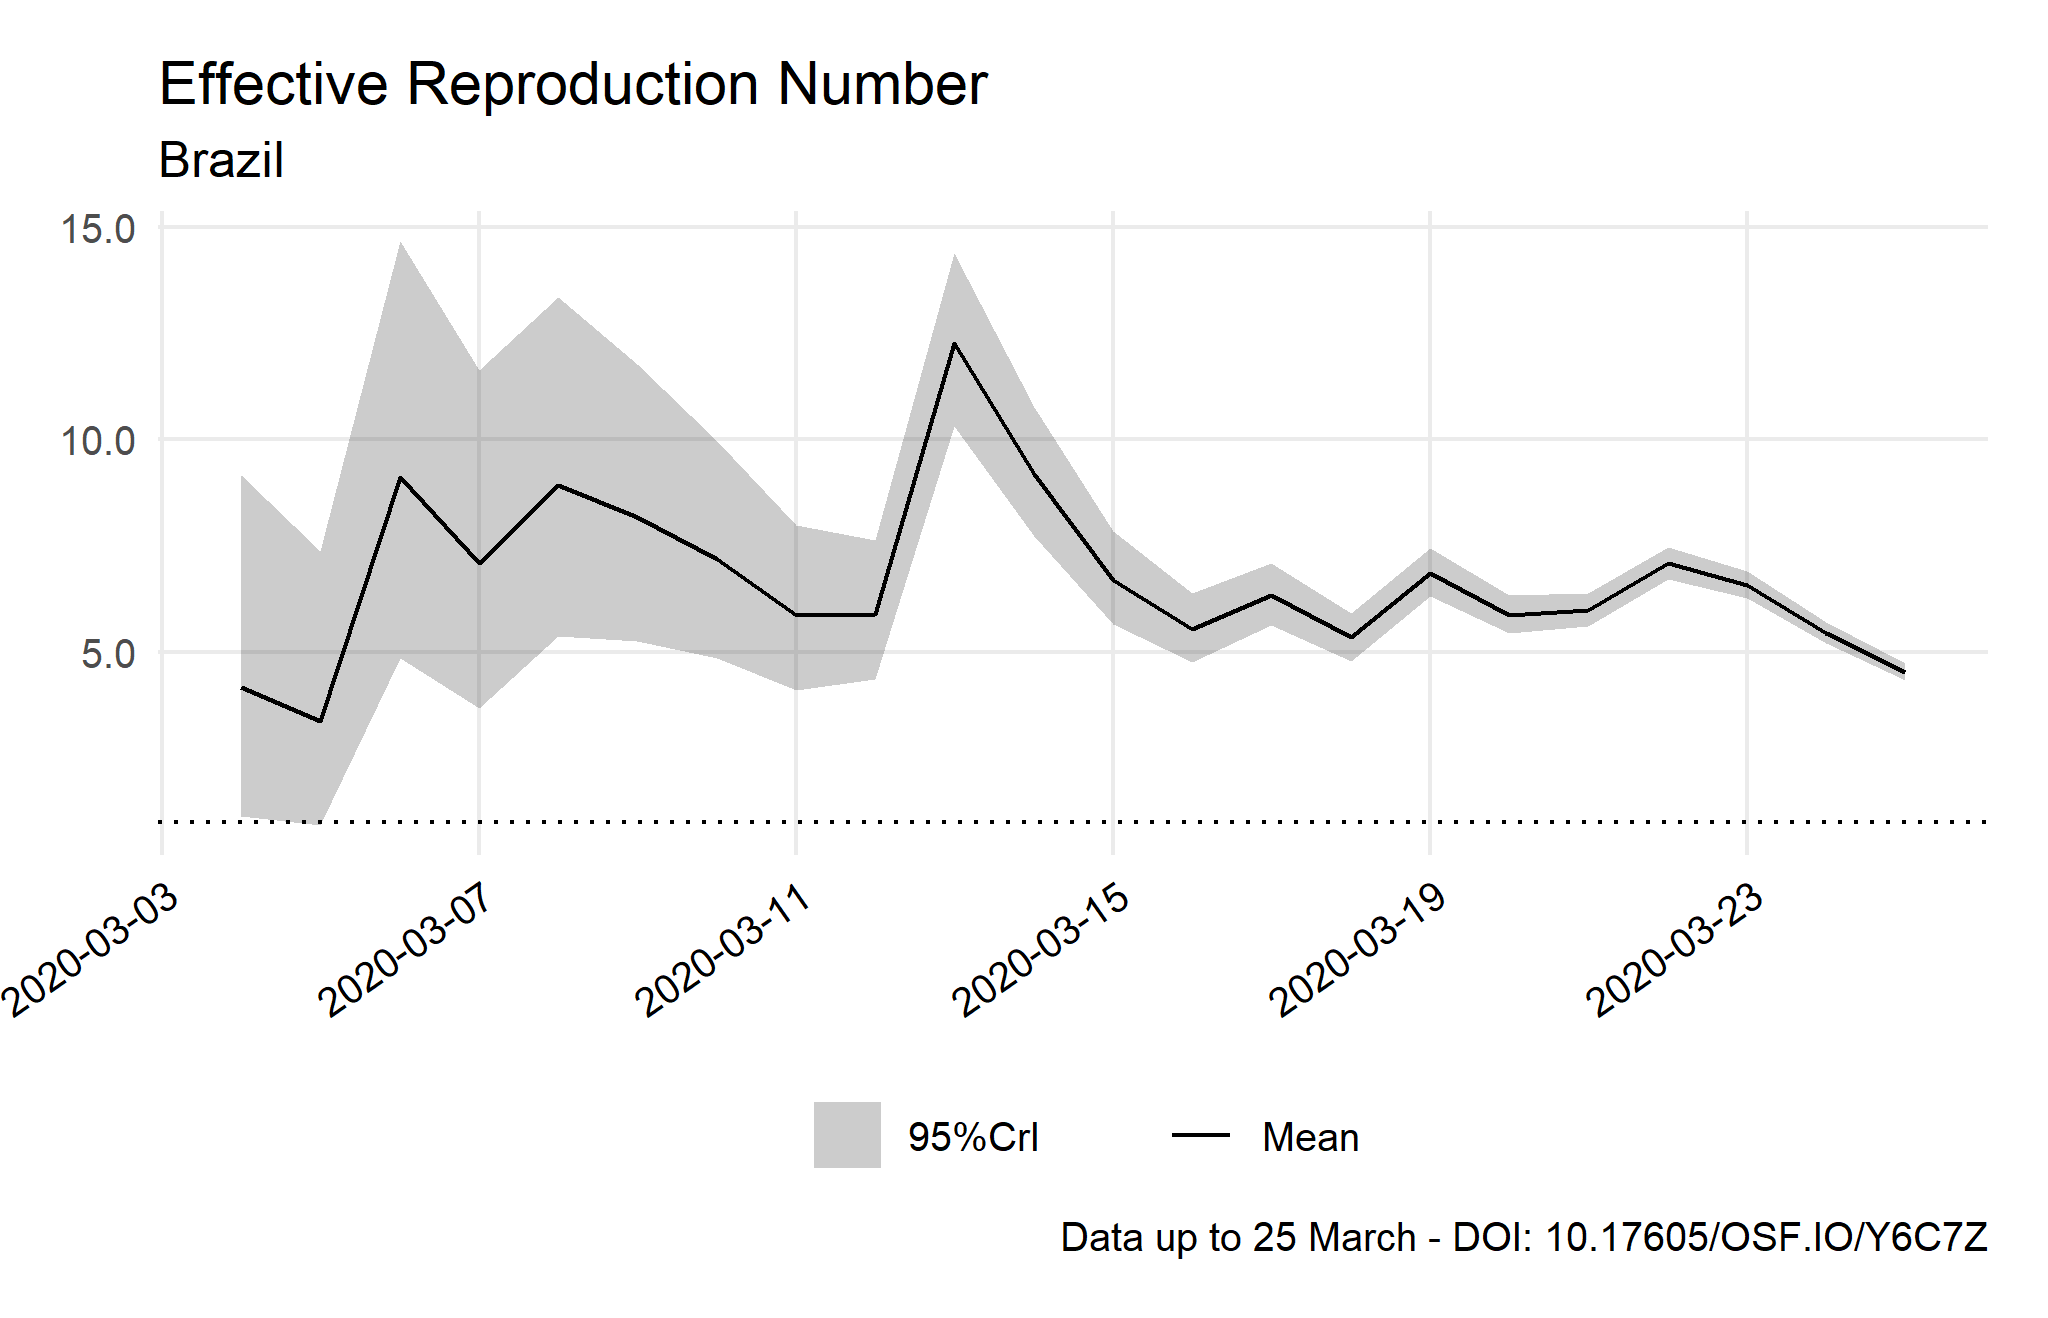 Effective Reproduction Number
Brazil
15.0
10.0
5.0
2020-03-03
2020-03-07
2020-03-11
2020-03-15
2020-03-19
2020-03-23
95%CrI
Mean
Data up to 25 March - DOI: 10.17605/OSF.IO/Y6C7Z